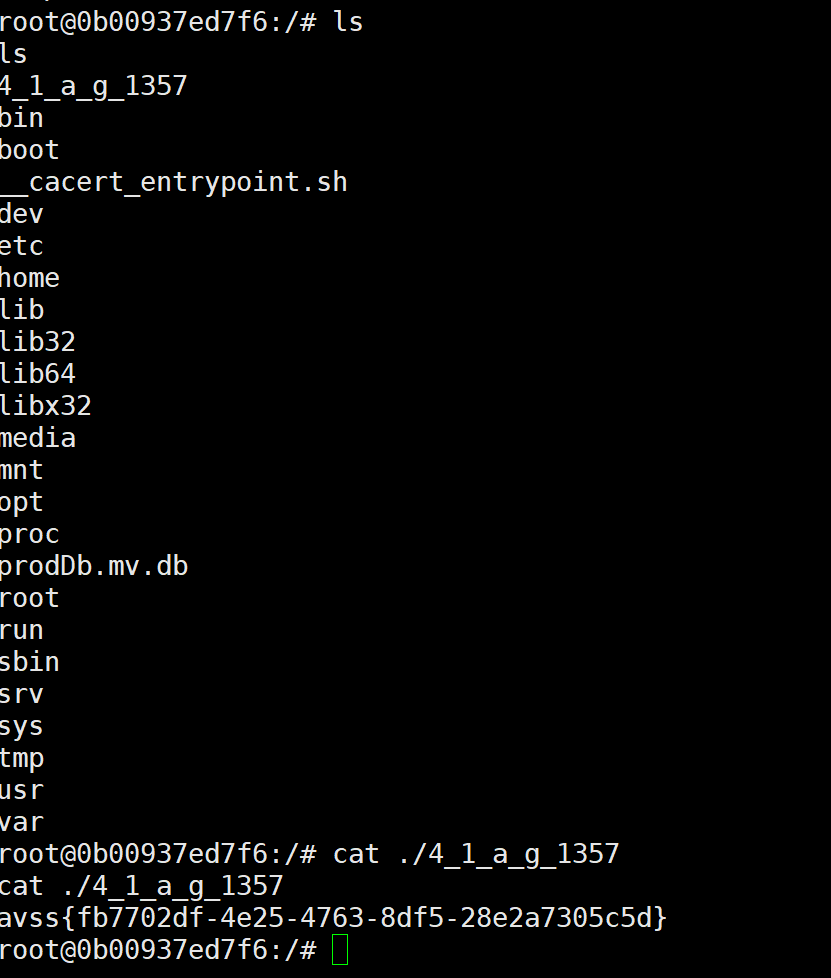 root@0b00937ed7f6:/# ls
ls
4_1_a_g_1357
bin
boot
__cacert_entrypoint.sh
dev
etc
home
lib
lib32
lib64
libx32
media
mnt
opt
proc
prodDb.mv.db
root
run
sbin
srv
sys
tmp
usr
var
root@0b00937ed7f6:/# cat ./4_1_a_g_1357
cat ./4_1_a_g_1357
avss{fb7702df-4e25-4763-8df5-28e2a7305c5d}
root@0b00937ed7f6:/#